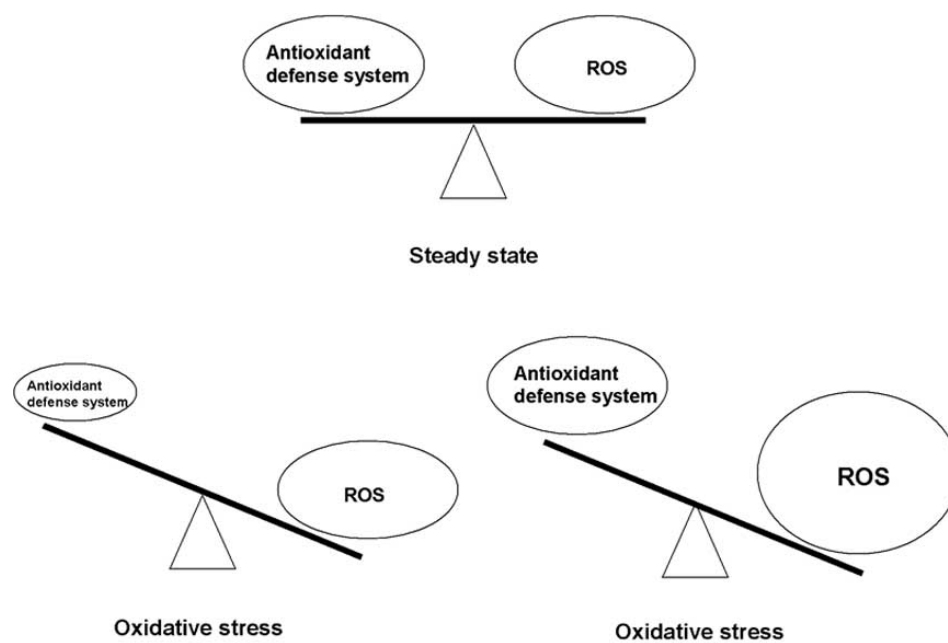 Antioxidant
defense system
ROS
Steady state
Antioxidant
defense system
ROS
Oxidative stress
Antioxidant
defense system
ROS
Oxidative stress